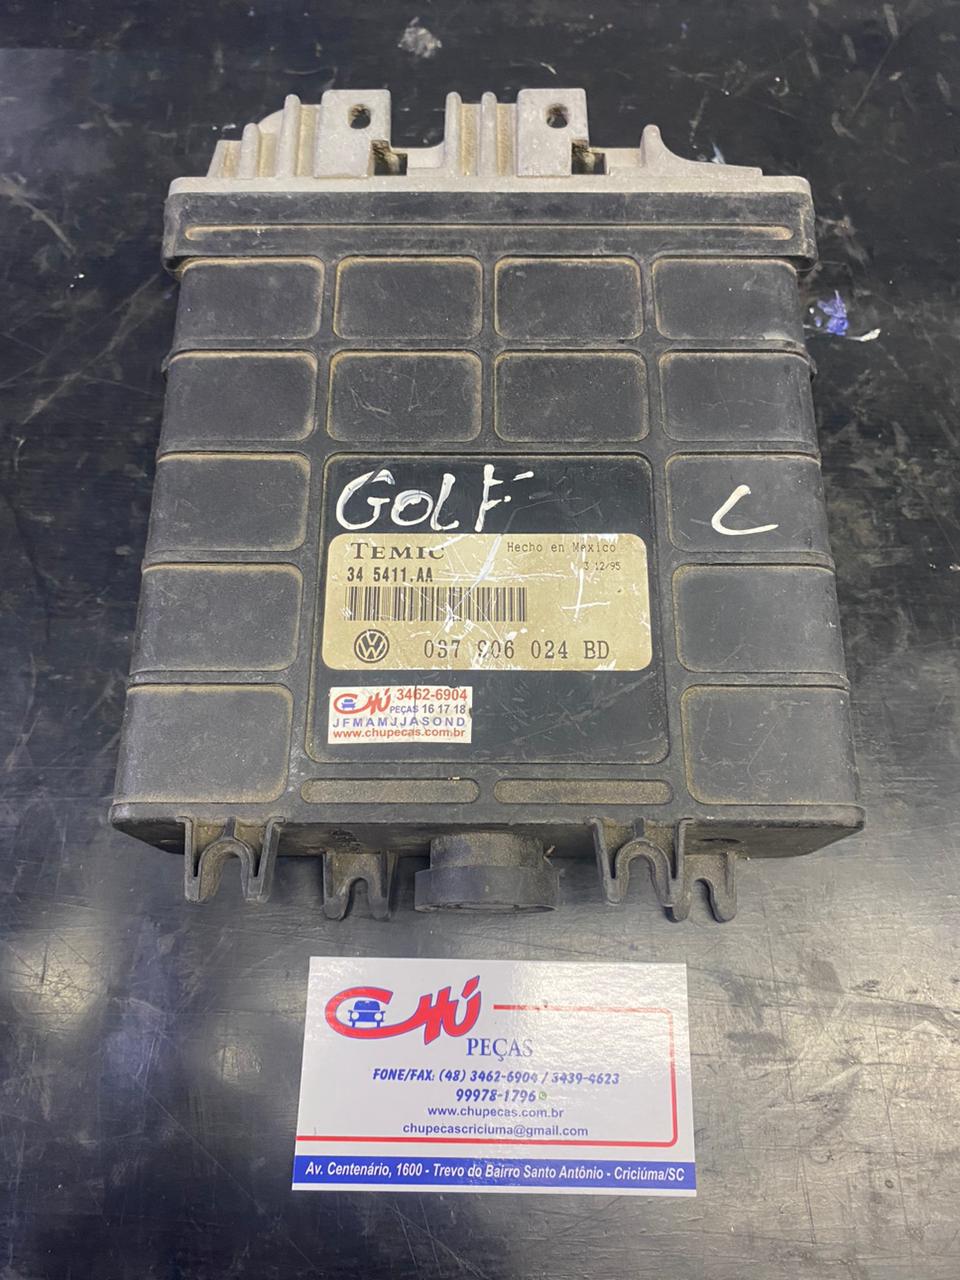 GOLF
C
TEMIC
Hecho en Mexico
34 5411.AA
3 12/95
037 906 024 BD
CHÚ 3462-6904
PEÇAS 16 17 18
JFMAMJJASOND
www.chupecas.com.br
CHÚ
PEÇAS
FONE/FAX: (48) 3462-6904 / 3439-4623
99978-1796
www.chupecas.com.br
chupecascriciuma@gmail.com
Av. Centenário, 1600 - Trevo do Bairro Santo Antônio - Criciúma/SC